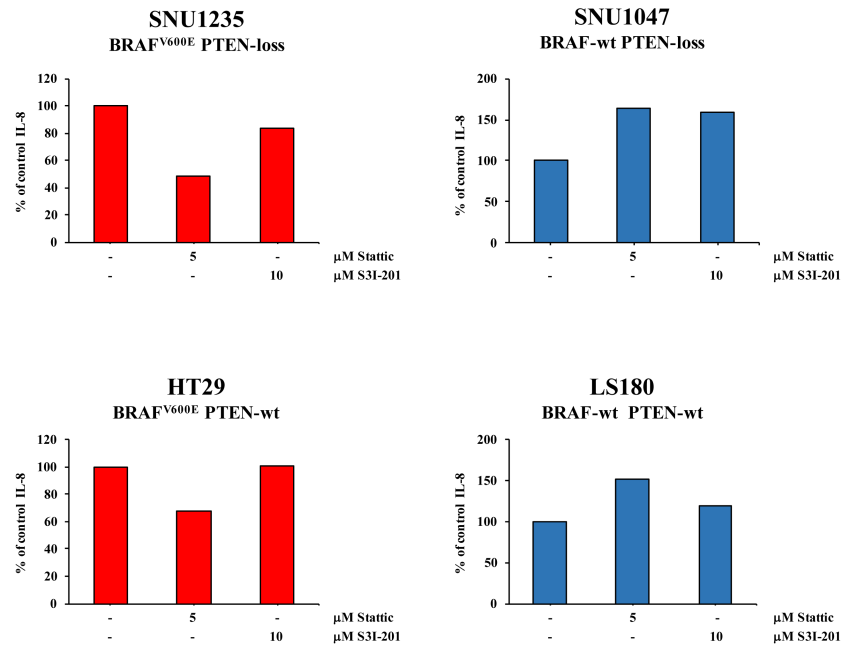 SNU1235
BRAFV600E PTEN-loss
% of control IL-8
120
100
80
60
40
20
0
- 5 - μM Stattic
- - 10 μM S3I-201
SNU1047
BRAF-wt PTEN-loss
% of control IL-8
200
150
100
50
0
- 5 - μM Stattic
- - 10 μM S3I-201
HT29
BRAFV600E PTEN-wt
% of control IL-8
120
100
80
60
40
20
0
- 5 - μM Stattic
- - 10 μM S3I-201
LS180
BRAF-wt PTEN-wt
% of control IL-8
200
150
100
50
0
- 5 - μM Stattic
- - 10 μM S3I-201